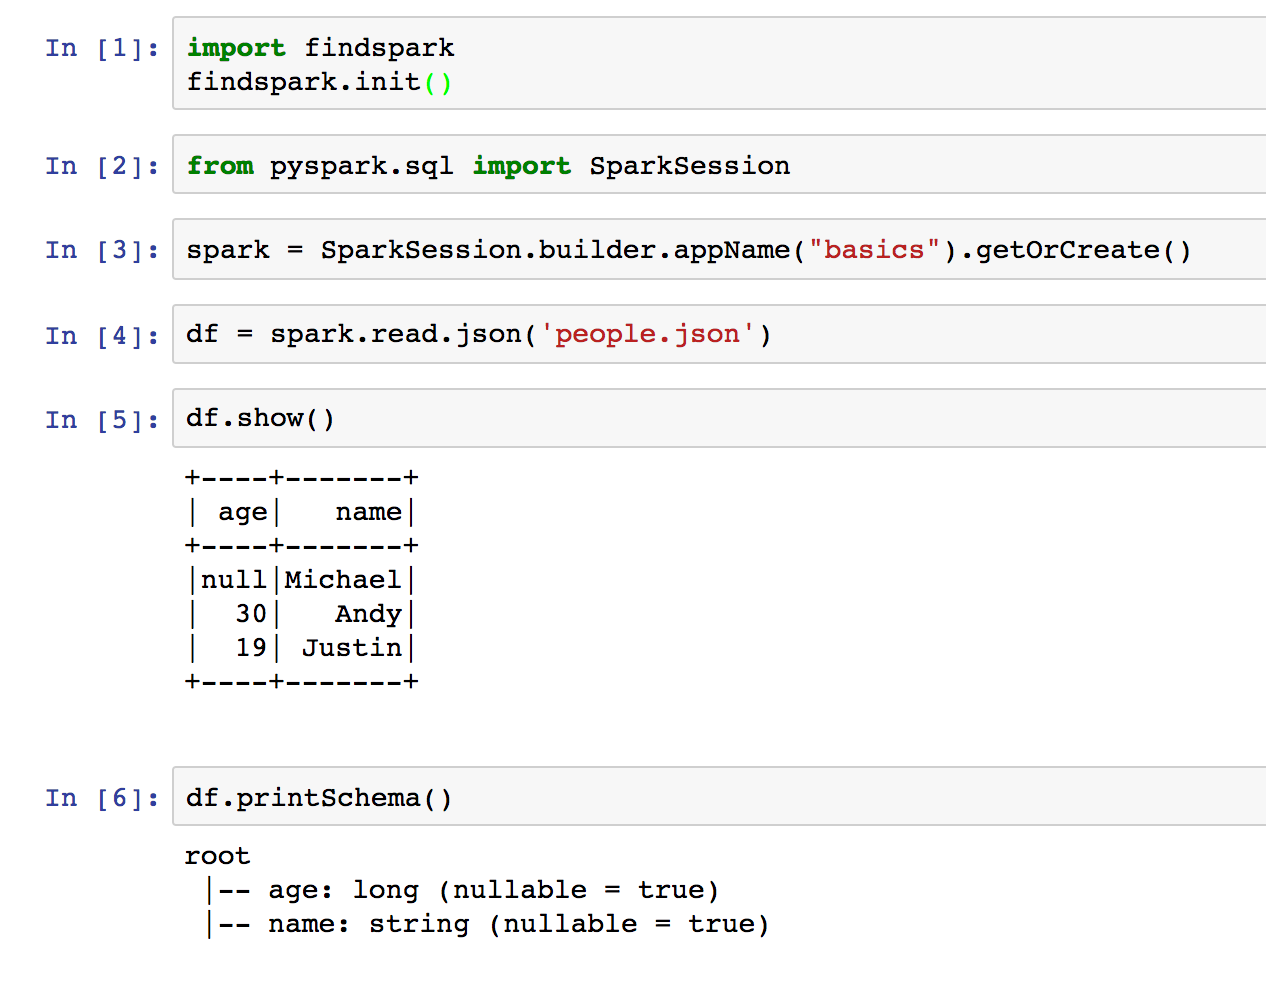 In [1]: import findspark
findspark.init()
In [2]: from pyspark.sql import SparkSession
In [3]: spark = SparkSession.builder.appName("basics").getOrCreate()
In [4]: df = spark.read.json('people.json')
In [5]: df.show()
+----+-------+
| age|   name|
+----+-------+
|null|Michael|
|  30|   Andy|
|  19| Justin|
+----+-------+
In [6]: df.printSchema()
root
 |-- age: long (nullable = true)
 |-- name: string (nullable = true)